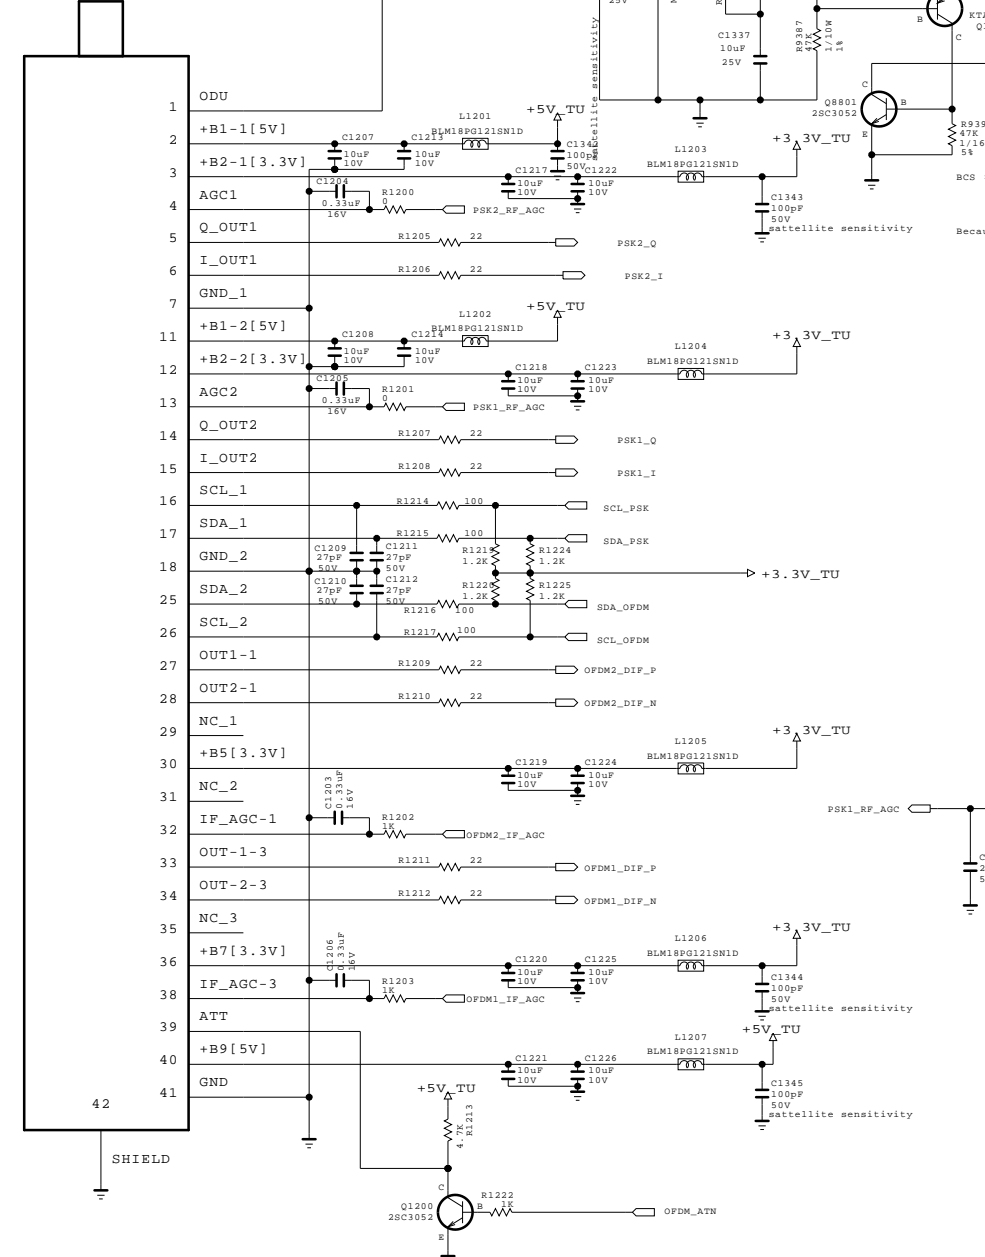 25V
sattellite sensitivity
C1337
10uF
25V
R9387
47K
1/10W
1%
B
C
C
Q8801
2SC3052
B
E
47K
5%
BCS
1
ODU
2
+B1-1[5V]
C1207
10uF
10V
C1213
10uF
10V
L1201
BLM18PG121SN1D
+5V_TU
50V
3
+B2-1[3.3V]
C1217
10uF
10V
C1222
10uF
10V
L1203
BLM18PG121SN1D
+3.3V_TU
C1343
100pF
50V
sattellite sensitivity
4
AGC1
C1204
0.33uF
16V
R1200
0
PSK2_RF_AGC
5
Q_OUT1
R1205
22
PSK2_Q
6
I_OUT1
R1206
22
PSK2_I
7
GND_1
11
+B1-2[5V]
C1208
10uF
10V
C1214
10uF
10V
L1202
BLM18PG121SN1D
+5V_TU
12
+B2-2[3.3V]
C1218
10uF
10V
C1223
10uF
10V
L1204
BLM18PG121SN1D
+3.3V_TU
13
AGC2
C1205
0.33uF
16V
R1201
0
PSK1_RF_AGC
14
Q_OUT2
R1207
22
PSK1_Q
15
I_OUT2
R1208
22
PSK1_I
16
SCL_1
R1214
100
SCL_PSK
17
SDA_1
R1215
100
SDA_PSK
C1209
27pF
50V
C1211
27pF
50V
R1219
1.2K
R1224
1.2K
18
GND_2
+3.3V_TU
C1210
27pF
50V
C1212
27pF
50V
R1220
1.2K
R1225
1.2K
25
SDA_2
R1216
100
SDA_OFDM
26
SCL_2
R1217
100
SCL_OFDM
27
OUT1-1
R1209
22
OFDM2_DIF_P
28
OUT2-1
R1210
22
OFDM2_DIF_N
29
NC_1
30
+B5[3.3V]
C1219
10uF
10V
C1224
10uF
10V
L1205
BLM18PG121SN1D
+3.3V_TU
31
NC_2
32
IF_AGC-1
C1203
0.33uF
16V
R1202
1K
OFDM2_IF_AGC
PSK1_RF_AGC
33
OUT-1-3
R1211
22
OFDM1_DIF_P
34
OUT-2-3
R1212
22
OFDM1_DIF_N
35
NC_3
36
+B7[3.3V]
C1220
10uF
10V
C1225
10uF
10V
L1206
BLM18PG121SN1D
+3.3V_TU
C1344
100pF
50V
sattellite sensitivity
38
IF_AGC-3
C1206
0.33uF
16V
R1203
1K
OFDM1_IF_AGC
39
ATT
40
+B9[5V]
C1221
10uF
10V
C1226
10uF
10V
L1207
BLM18PG121SN1D
+5V_TU
C1345
100pF
50V
sattellite sensitivity
41
GND
42
SHIELD
+5V_TU
4.7K
R1213
C
Q1200
2SC3052
B
E
R1222
1K
OFDM_ATN